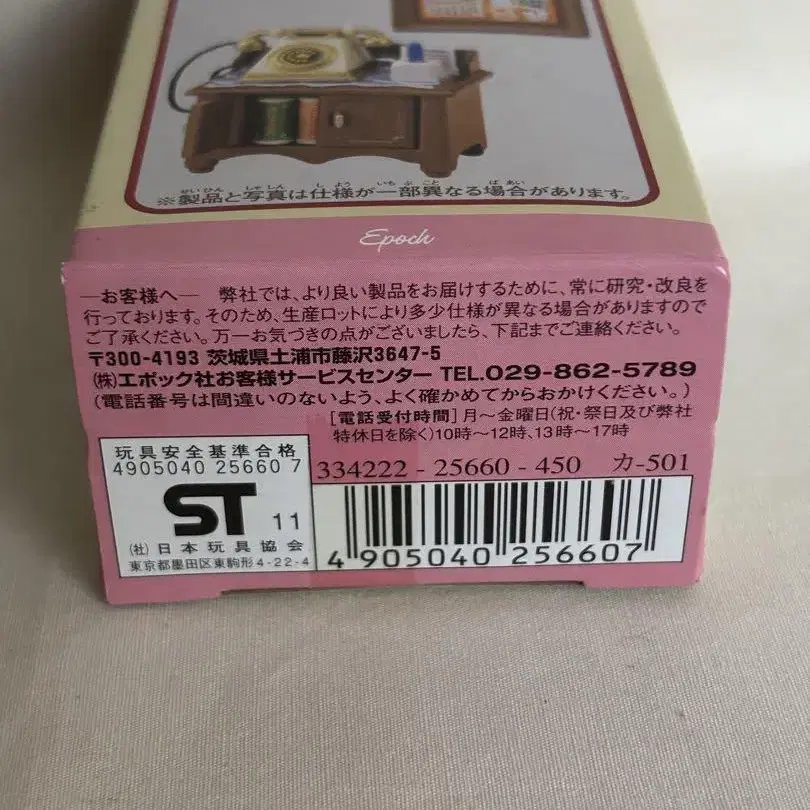 ※製品と写真は仕様が一部異なる場合があります。
Epoch
―お客様へ― 弊社では、より良い製品をお届けするために、常に研究・改良を
行っております。そのため、生産ロットにより多少仕様が異なる場合がありますので
ご了承ください。万一お気づきの点がございましたら、下記までご連絡ください。
〒300-4193 茨城県土浦市藤沢3647-5
(株)エポック社お客様サービスセンター TEL.029-862-5789
(電話番号は間違いのないよう、よく確かめてからおかけください。)
[電話受付時間] 月～金曜日(祝・祭日及び弊社
特休日を除く)10時～12時、13時～17時
玩具安全基準合格
4905040 25660 7
ST 11
(社)日本玩具協会
東京都墨田区東駒形4-22-4
334222 - 25660 - 450 カ-501
4 905040 256607